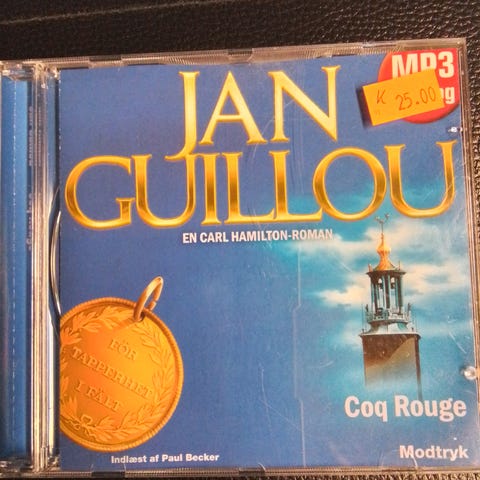 MP3
K 25.00
JAN
GUILLOU
EN CARL HAMILTON-ROMAN
FÖR
TAPPERHET
I FÄLT
Coq Rouge
Indlæst af Paul Becker
Modtryk